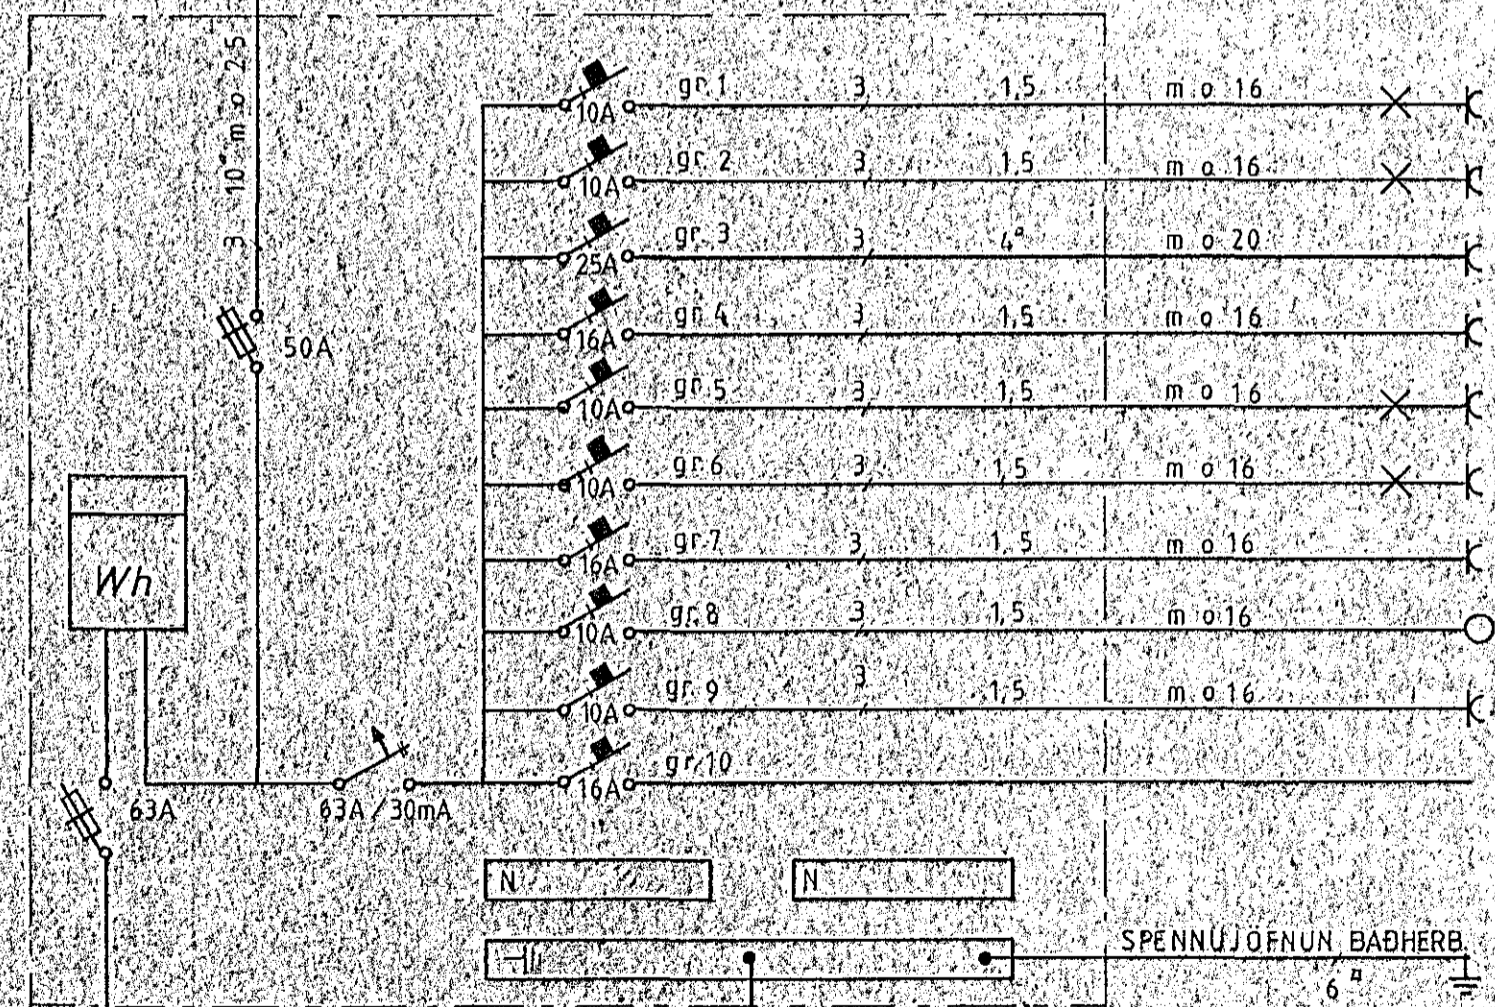 3 10▫ m o 25
gr. 1 3 1,5 m o 16
10A
gr. 2 3 1,5 m o 16
10A
gr. 3 3 4▫ m o 20
25A
gr. 4 3 1,5 m o 16
16A
50A
gr. 5 3 1,5 m o 16
10A
gr. 6 3 1,5 m o 16
10A
gr. 7 3 1,5 m o 16
16A
Wh
gr. 8 3 1,5 m o 16
10A
gr. 9 3 1,5 m o 16
10A
gr. 10
16A
63A
63A / 30mA
N N
SPENNUJÖFNUN BAÐHERB.
6▫